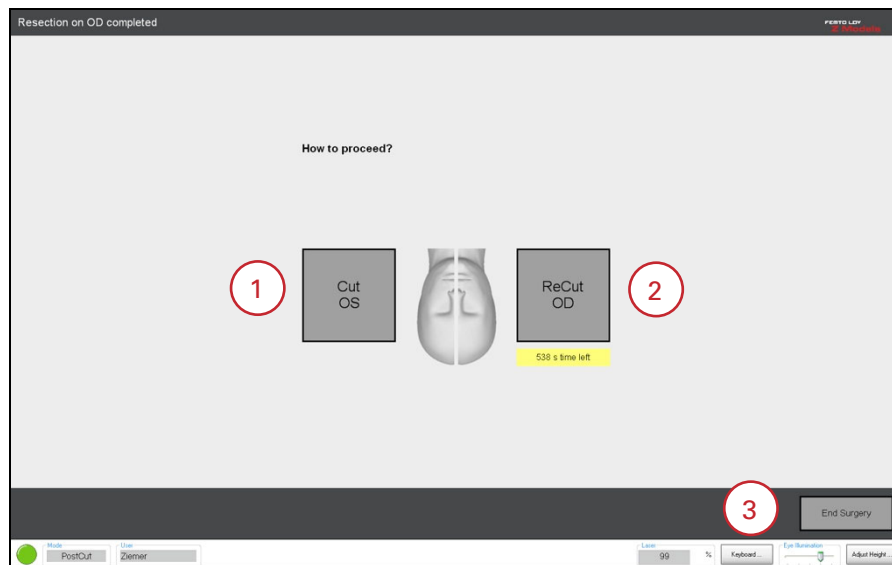 Resection on OD completed
FEMTO LDV
Z Models
How to proceed?
1
Cut
OS
ReCut
OD
2
538 s time left
3
End Surgery
Mode
PostCut
User
Ziemer
Laser
99
%
Keyboard ...
Eye Illumination
Adjust Height...